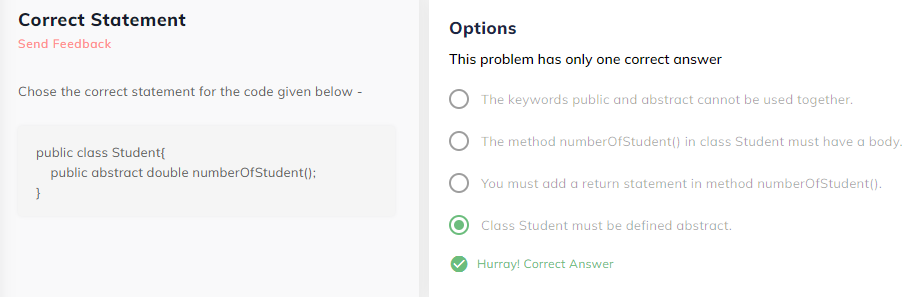 Correct Statement
Send Feedback
Chose the correct statement for the code given below -
public class Student{
public abstract double numberOfStudent();
}
Options
This problem has only one correct answer
The keywords public and abstract cannot be used together.
The method numberOfStudent() in class Student must have a body.
You must add a return statement in method numberOfStudent().
Class Student must be defined abstract.
Hurray! Correct Answer